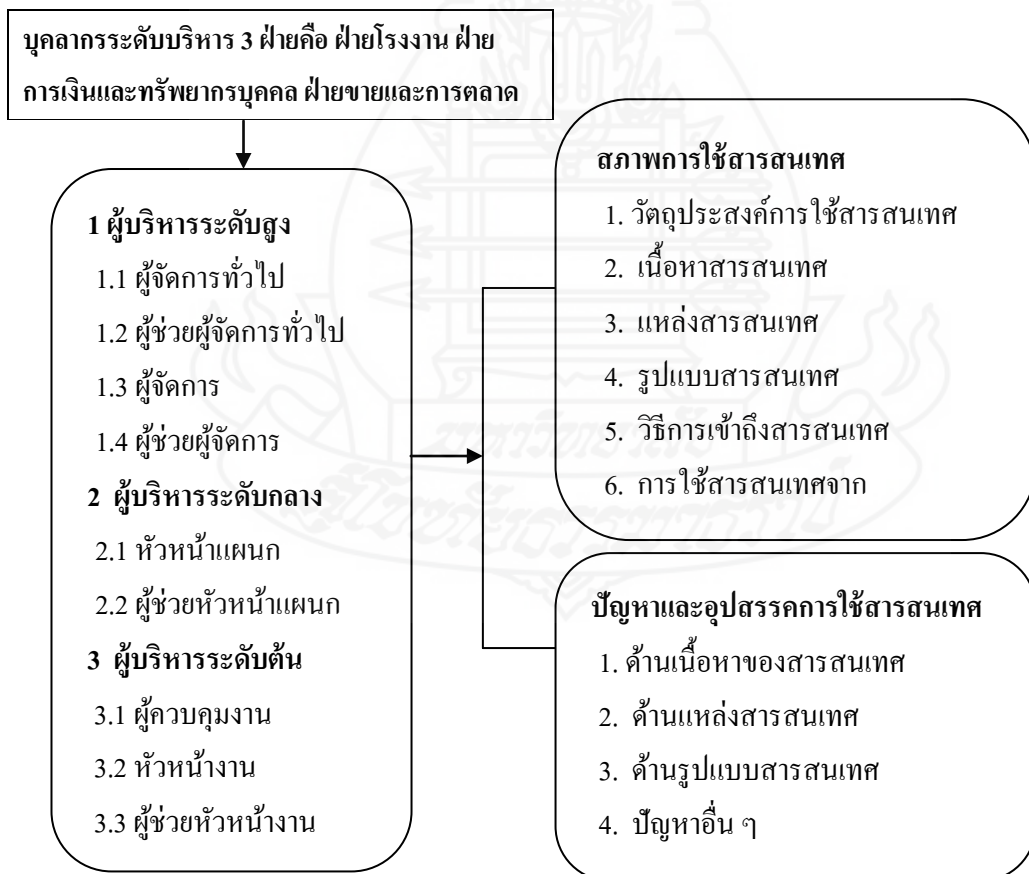 บุคลากรระดับบริหาร 3 ฝ่ายคือ ฝ่ายโรงงาน ฝ่าย
การเงินและทรัพยากรบุคคล ฝ่ายขายและการตลาด
1 ผู้บริหารระดับสูง
1.1 ผู้จัดการทั่วไป
1.2 ผู้ช่วยผู้จัดการทั่วไป
1.3 ผู้จัดการ
1.4 ผู้ช่วยผู้จัดการ
2 ผู้บริหารระดับกลาง
2.1 หัวหน้าแผนก
2.2 ผู้ช่วยหัวหน้าแผนก
3 ผู้บริหารระดับต้น
3.1 ผู้ควบคุมงาน
3.2 หัวหน้างาน
3.3 ผู้ช่วยหัวหน้างาน
สภาพการใช้สารสนเทศ
1. วัตถุประสงค์การใช้สารสนเทศ
2. เนื้อหาสารสนเทศ
3. แหล่งสารสนเทศ
4. รูปแบบสารสนเทศ
5. วิธีการเข้าถึงสารสนเทศ
6. การใช้สารสนเทศจาก
ปัญหาและอุปสรรคการใช้สารสนเทศ
1. ด้านเนื้อหาของสารสนเทศ
2. ด้านแหล่งสารสนเทศ
3. ด้านรูปแบบสารสนเทศ
4. ปัญหาอื่น ๆ